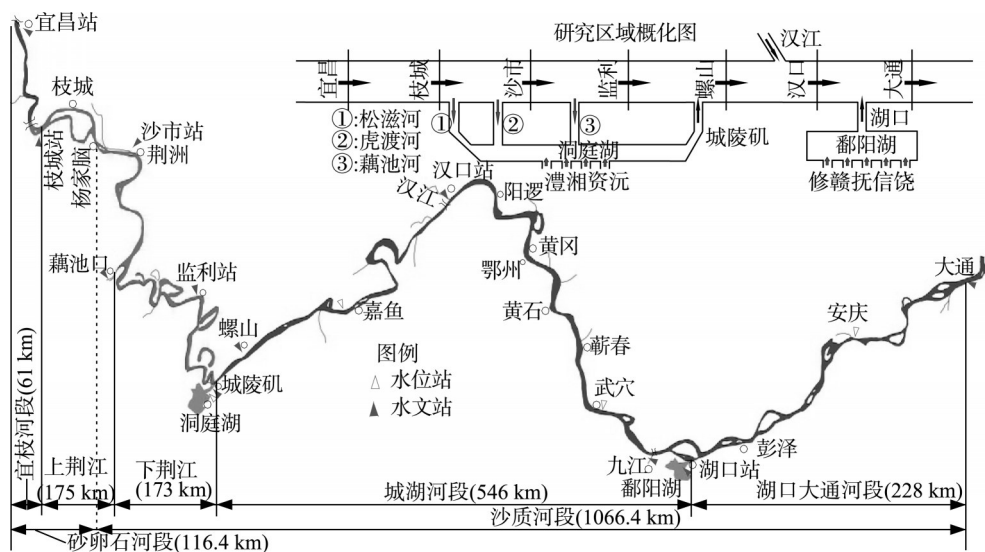 研究区域概化图
汉江
宜昌
枝城
沙市
监利
螺山
汉口
大通
①
②
③
①:松滋河
②:虎渡河
③:藕池河
洞庭湖
澧湘资沅
城陵矶
湖口
鄱阳湖
修赣抚信饶
宜昌站
枝城
枝城站
杨家脑
沙市站
荆洲
藕池口
监利站
螺山
城陵矶
洞庭湖
嘉鱼
汉江
汉口站
阳逻
黄冈
鄂州
黄石
蕲春
武穴
九江
鄱阳湖
湖口站
彭泽
安庆
大通
图例
水位站
水文站
宜枝河段(61 km)
上荆江
(175 km)
下荆江
(173 km)
城湖河段(546 km)
湖口大通河段(228 km)
沙质河段(1066.4 km)
砂卵石河段(116.4 km)